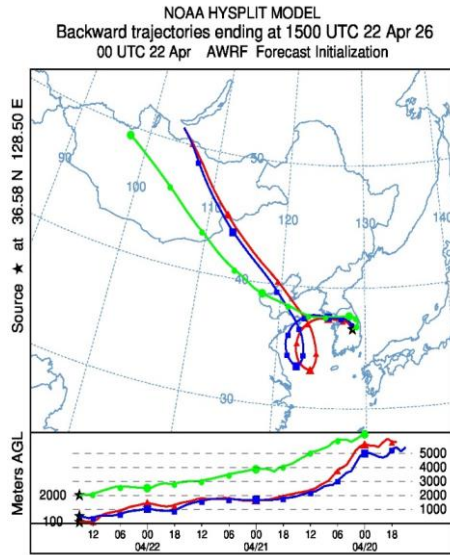 NOAA HYSPLIT MODEL
Backward trajectories ending at 1500 UTC 22 Apr 26
00 UTC 22 Apr AWRF Forecast Initialization
Source ★ at 36.58 N 128.50 E
90
100
110
120
130
140
50
40
40
30
Meters AGL
2000
100
5000
4000
3000
2000
1000
12 06 00 18 12 06 00 18 12 06 00 18
04/22 04/21 04/20